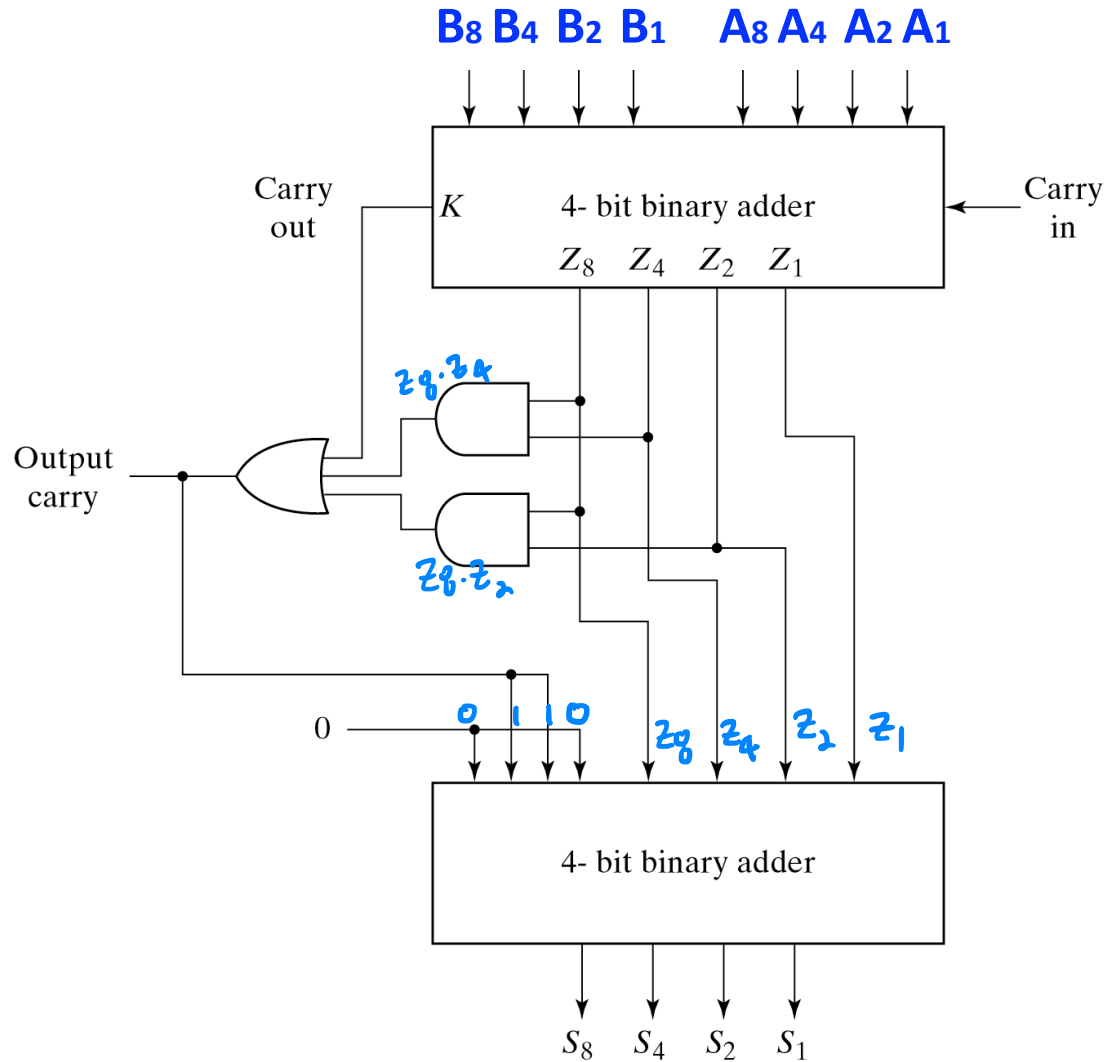 B8 B4 B2 B1 A8 A4 A2 A1
Carry
out
K
4- bit binary adder
Carry
in
Z8 Z4 Z2 Z1
z8.z4
Output
carry
z8.z2
0
0 1 1 0
z8 z4 z2 z1
4- bit binary adder
S8 S4 S2 S1